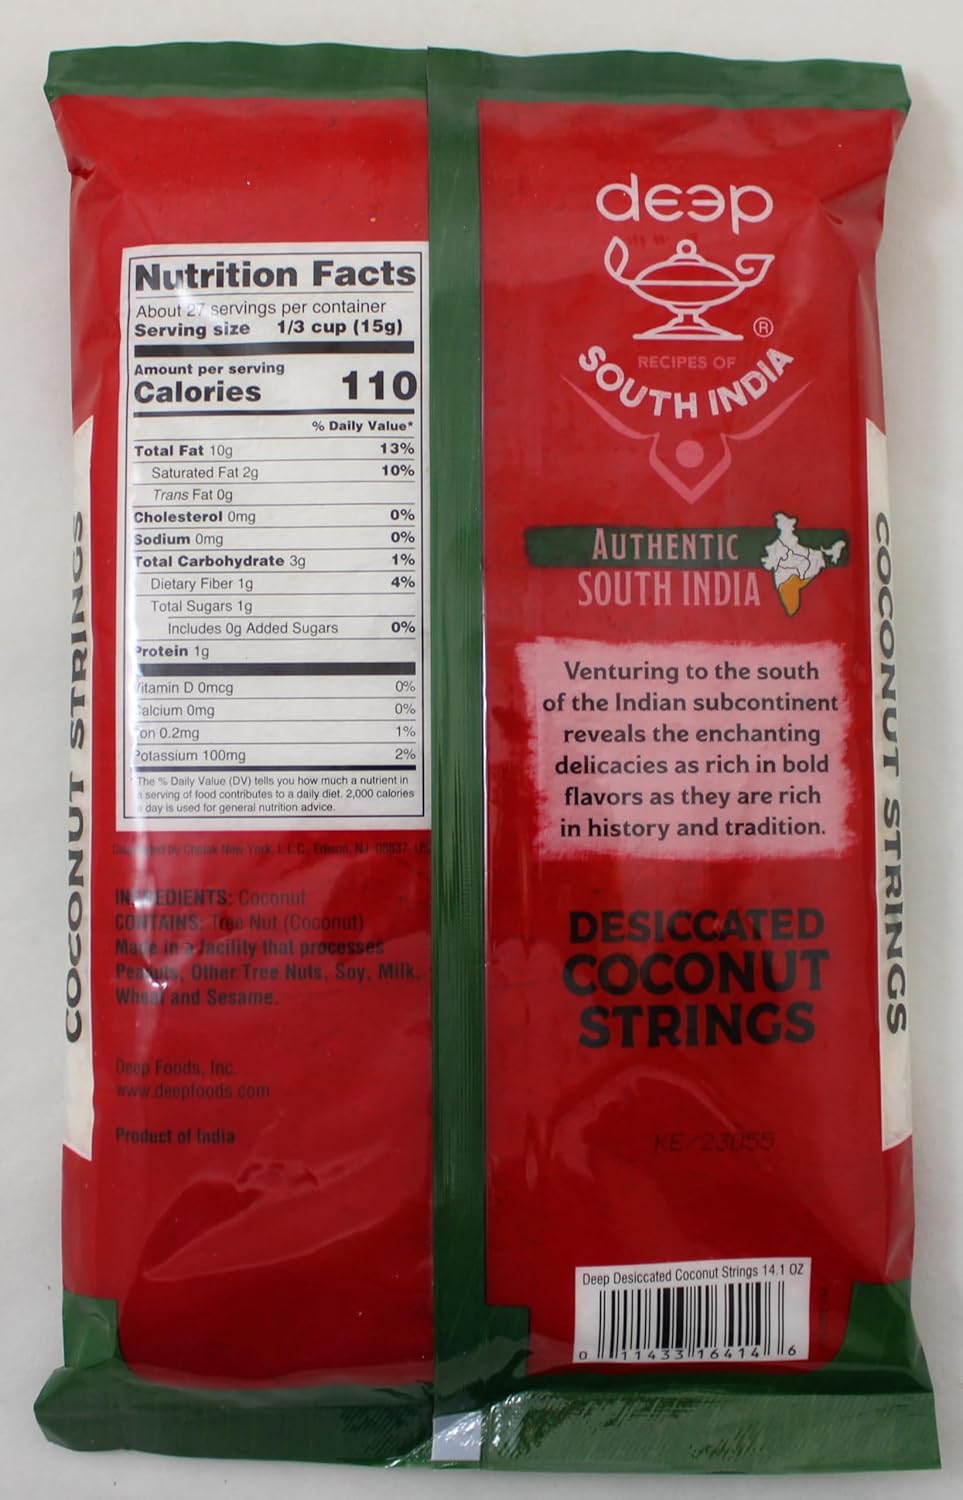 Nutrition Facts
About 27 servings per container
Serving size 1/3 cup (15g)
Amount per serving
Calories 110
% Daily Value*
Total Fat 10g 13%
Saturated Fat 2g 10%
Trans Fat 0g
Cholesterol 0mg 0%
Sodium 0mg 0%
Total Carbohydrate 3g 1%
Dietary Fiber 1g 4%
Total Sugars 1g
Includes 0g Added Sugars 0%
Protein 1g
Vitamin D 0mcg 0%
Calcium 0mg 0%
Iron 0.2mg 1%
Potassium 100mg 2%
*The % Daily Value (DV) tells you how much a nutrient in
a serving of food contributes to a daily diet. 2,000 calories
a day is used for general nutrition advice.
Distributed by Chetak New York, L.L.C., Edison, NJ 08837 US
INGREDIENTS: Coconut
CONTAINS: Tree Nut (Coconut)
Made in a facility that processes
Peanuts, Other Tree Nuts, Soy, Milk,
Wheat and Sesame.
Deep Foods, Inc.
www.deepfoods.com
Product of India
COCONUT STRINGS
deep
®
RECIPES OF
SOUTH INDIA
AUTHENTIC
SOUTH INDIA
Venturing to the south
of the Indian subcontinent
reveals the enchanting
delicacies as rich in bold
flavors as they are rich
in history and tradition.
DESICCATED
COCONUT
STRINGS
KE/23055
Deep Desiccated Coconut Strings 14.1 OZ
0 11433 16414 6
COCONUT STRINGS